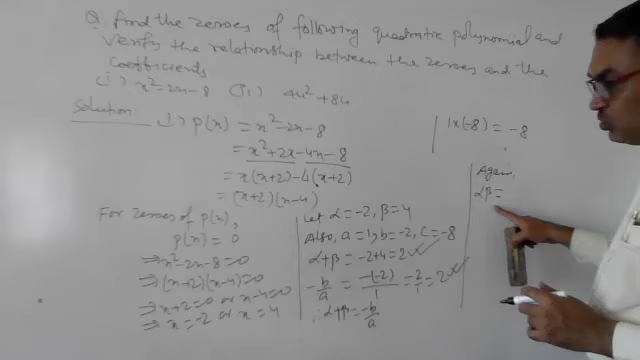 Q. Find the zeroes of following quadratic polynomial and
verify the relationship between the zeroes and the
coefficients
(i) x²-2x-8 (ii) 4u²+8u
Solution (i) p(x) = x²-2x-8
= x²+2x-4x-8
= x(x+2)-4(x+2)
= (x+2)(x-4)
For zeroes of p(x),
p(x) = 0
⇒x²-2x-8=0
⇒(x+2)(x-4)=0
⇒x+2=0 or x-4=0
⇒ x=-2 or x=4
Let α=-2, β=4
Also, a=1, b=-2, c=-8
α+β = -2+4=2✓
-b/a = -(-2)/1 = 2/1 = 2✓
∴α+β = -b/a
1x(-8) = -8
Again,
αβ=